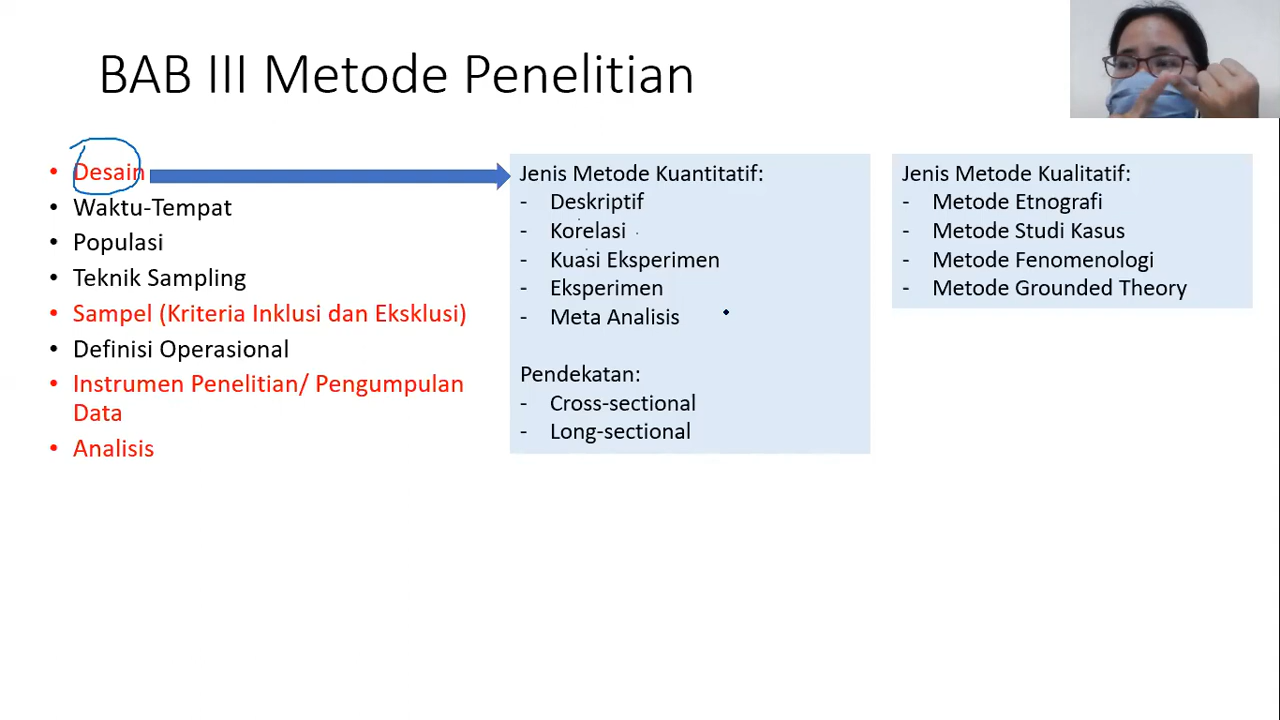 BAB III Metode Penelitian
• Desain
• Waktu-Tempat
• Populasi
• Teknik Sampling
• Sampel (Kriteria Inklusi dan Eksklusi)
• Definisi Operasional
• Instrumen Penelitian/ Pengumpulan
Data
• Analisis
Jenis Metode Kuantitatif:
- Deskriptif
- Korelasi
- Kuasi Eksperimen
- Eksperimen
- Meta Analisis
Pendekatan:
- Cross-sectional
- Long-sectional
Jenis Metode Kualitatif:
- Metode Etnografi
- Metode Studi Kasus
- Metode Fenomenologi
- Metode Grounded Theory